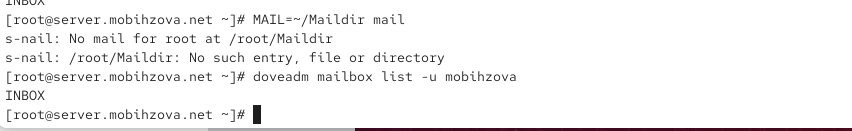 INBOX
[root@server.mobihzova.net ~]# MAIL=~/Maildir mail
s-nail: No mail for root at /root/Maildir
s-nail: /root/Maildir: No such entry, file or directory
[root@server.mobihzova.net ~]# doveadm mailbox list -u mobihzova
INBOX
[root@server.mobihzova.net ~]#